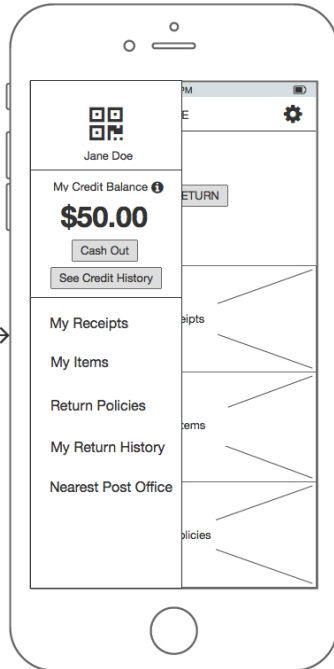 PM
E
Jane Doe
My Credit Balance
$50.00
ETURN
Cash Out
See Credit History
My Receipts
eipts
My Items
Return Policies
tems
My Return History
Nearest Post Office
olicies